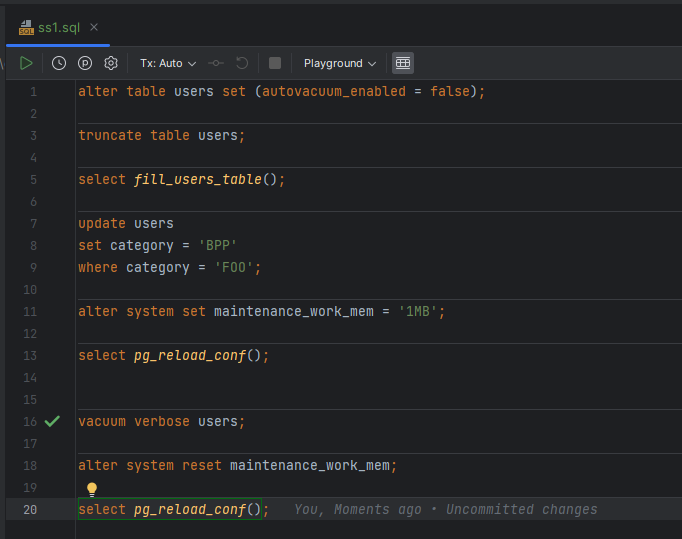 ss1.sql
SQL
Tx: Auto
Playground
1 alter table users set (autovacuum_enabled = false);
2
3 truncate table users;
4
5 select fill_users_table();
6
7 update users
8 set category = 'BPP'
9 where category = 'FOO';
10
11 alter system set maintenance_work_mem = '1MB';
12
13 select pg_reload_conf();
14
15
16 vacuum verbose users;
17
18 alter system reset maintenance_work_mem;
19
20 select pg_reload_conf(); You, Moments ago • Uncommitted changes